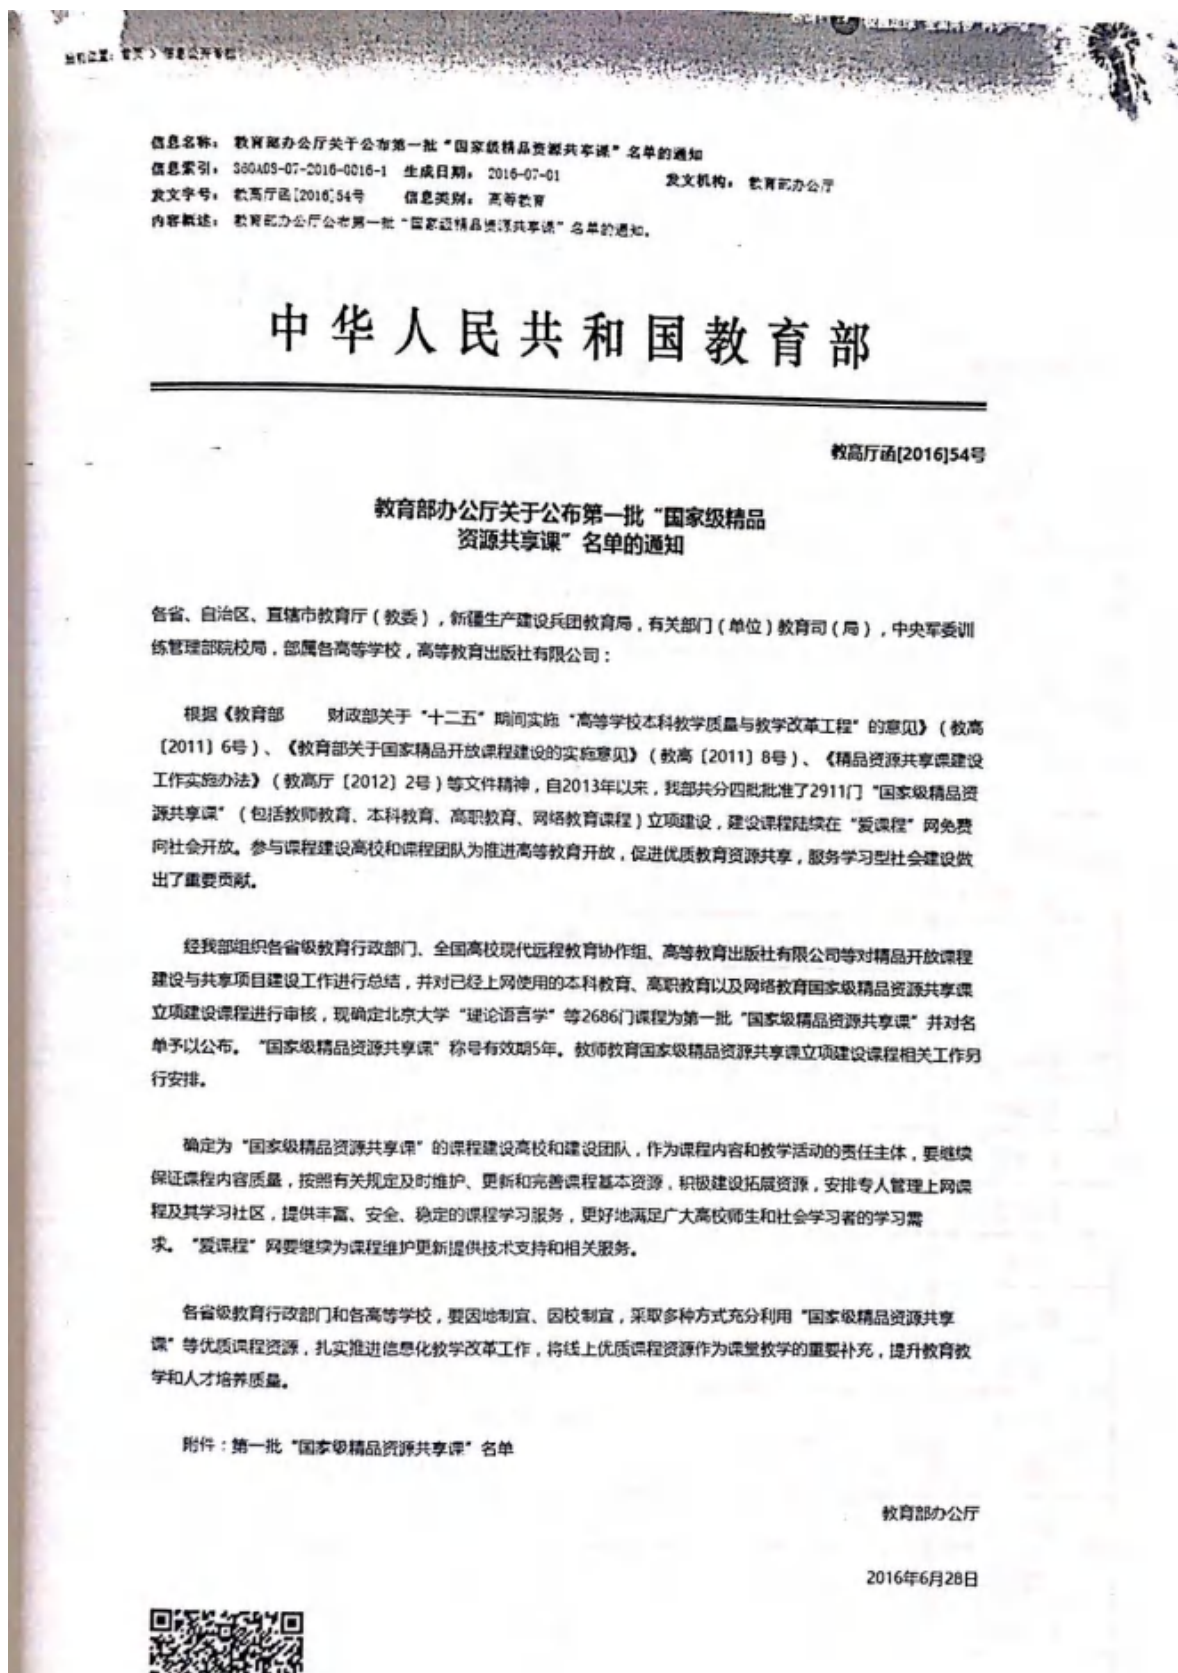 当前位置：首页 > 信息公开专栏
信息名称： 教育部办公厅关于公布第一批“国家级精品资源共享课”名单的通知
信息索引： 360A08-07-2016-0016-1 生成日期： 2016-07-01 发文机构： 教育部办公厅
发文字号： 教高厅函[2016]54号 信息类别： 高等教育
内容概述： 教育部办公厅公布第一批“国家级精品资源共享课”名单的通知。
中华人民共和国教育部
教高厅函[2016]54号
教育部办公厅关于公布第一批“国家级精品
资源共享课”名单的通知
各省、自治区、直辖市教育厅（教委），新疆生产建设兵团教育局，有关部门（单位）教育司（局），中央军委训
练管理部院校局，部属各高等学校，高等教育出版社有限公司：
根据《教育部 财政部关于“十二五”期间实施“高等学校本科教学质量与教学改革工程”的意见》（教高
〔2011〕6号）、《教育部关于国家精品开放课程建设的实施意见》（教高〔2011〕8号）、《精品资源共享课建设
工作实施办法》（教高厅〔2012〕2号）等文件精神，自2013年以来，我部共分四批批准了2911门“国家级精品资
源共享课”（包括教师教育、本科教育、高职教育、网络教育课程）立项建设，建设课程陆续在“爱课程”网免费
向社会开放。参与课程建设高校和课程团队为推进高等教育开放，促进优质教育资源共享，服务学习型社会建设做
出了重要贡献。
经我部组织各省级教育行政部门、全国高校现代远程教育协作组、高等教育出版社有限公司等对精品开放课程
建设与共享项目建设工作进行总结，并对已经上网使用的本科教育、高职教育以及网络教育国家级精品资源共享课
立项建设课程进行审核，现确定北京大学“理论语言学”等2686门课程为第一批“国家级精品资源共享课”并对名
单予以公布。“国家级精品资源共享课”称号有效期5年。教师教育国家级精品资源共享课立项建设课程相关工作另
行安排。
确定为“国家级精品资源共享课”的课程建设高校和建设团队，作为课程内容和教学活动的责任主体，要继续
保证课程内容质量，按照有关规定及时维护、更新和完善课程基本资源，积极建设拓展资源，安排专人管理上网课
程及其学习社区，提供丰富、安全、稳定的课程学习服务，更好地满足广大高校师生和社会学习者的学习需
求。“爱课程”网要继续为课程维护更新提供技术支持和相关服务。
各省级教育行政部门和各高等学校，要因地制宜、因校制宜，采取多种方式充分利用“国家级精品资源共享
课”等优质课程资源，扎实推进信息化教学改革工作，将线上优质课程资源作为课堂教学的重要补充，提升教育教
学和人才培养质量。
附件：第一批“国家级精品资源共享课”名单
教育部办公厅
2016年6月28日